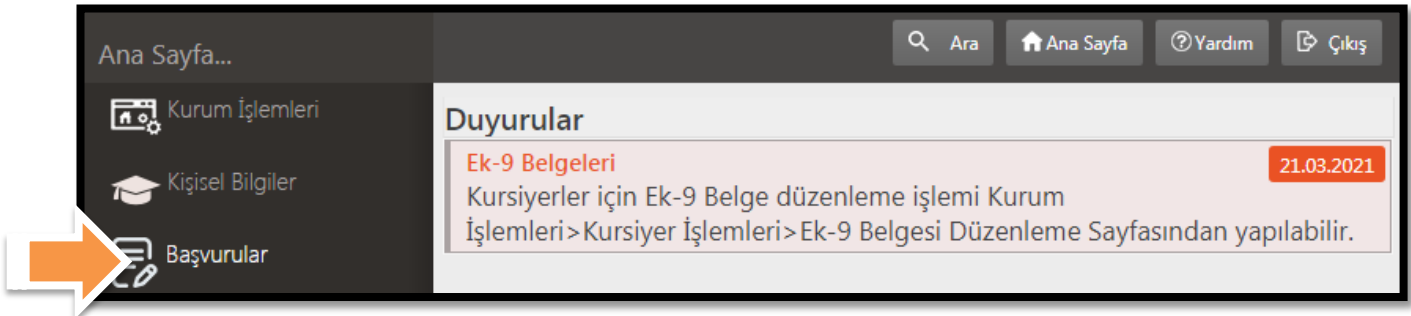 Ana Sayfa...
Ara
Ana Sayfa
Yardım
Çıkış
Kurum İşlemleri
Kişisel Bilgiler
Başvurular
Duyurular
Ek-9 Belgeleri
21.03.2021
Kursiyerler için Ek-9 Belge düzenleme işlemi Kurum
İşlemleri>Kursiyer İşlemleri>Ek-9 Belgesi Düzenleme Sayfasından yapılabilir.